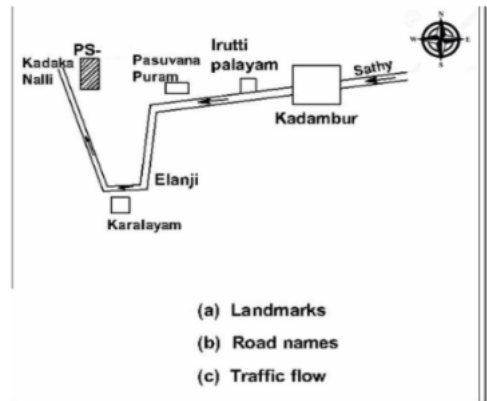 N
W E
S
PS-
Kadaka
Nalli
Pasuvana
Puram
Irutti
palayam
Sathy
Kadambur
Elanji
Karalayam
(a) Landmarks
(b) Road names
(c) Traffic flow